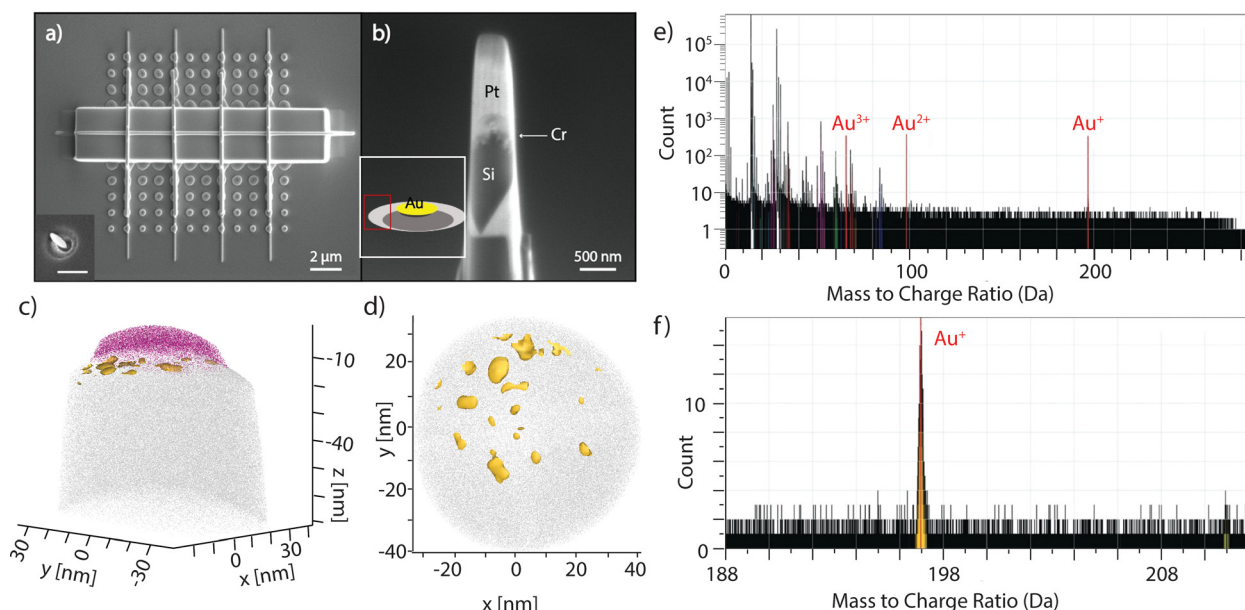 a)
2 µm
b)
Pt
Cr
Si
Au
500 nm
c)
-10
-40
z [nm]
30
0
-30
y [nm]
0
30
x [nm]
d)
20
0
-20
-40
y [nm]
-20
0
20
40
x [nm]
e)
10⁵
10⁴
10³
10²
10
1
Count
Au³⁺
Au²⁺
Au⁺
0
100
200
Mass to Charge Ratio (Da)
f)
Au⁺
10
0
Count
188
198
208
Mass to Charge Ratio (Da)